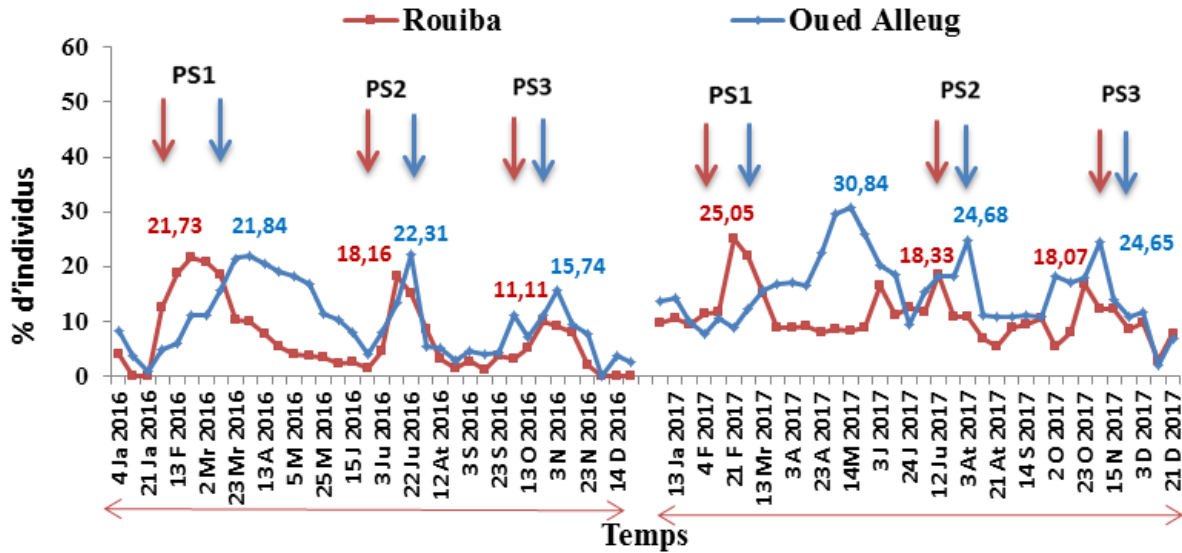 Rouiba Oued Alleug
% d'individus
60
50
40
30
20
10
0
PS1 PS2 PS3 PS1 PS2 PS3
21,73 21,84 18,16 22,31 11,11 15,74 25,05 30,84 18,33 24,68 18,07 24,65
4 Ja 2016
21 Ja 2016
13 F 2016
2 Mr 2016
23 Mr 2016
13 A 2016
5 M 2016
25 M 2016
15 J 2016
3 Ju 2016
22 Ju 2016
12 At 2016
3 S 2016
23 S 2016
13 O 2016
3 N 2016
23 N 2016
14 D 2016
13 Ja 2017
4 F 2017
21 F 2017
13 Mr 2017
3 A 2017
23 A 2017
14M 2017
3 J 2017
24 J 2017
12 Ju 2017
3 At 2017
21 At 2017
14 S 2017
2 O 2017
23 O 2017
15 N 2017
3 D 2017
21 D 2017
Temps